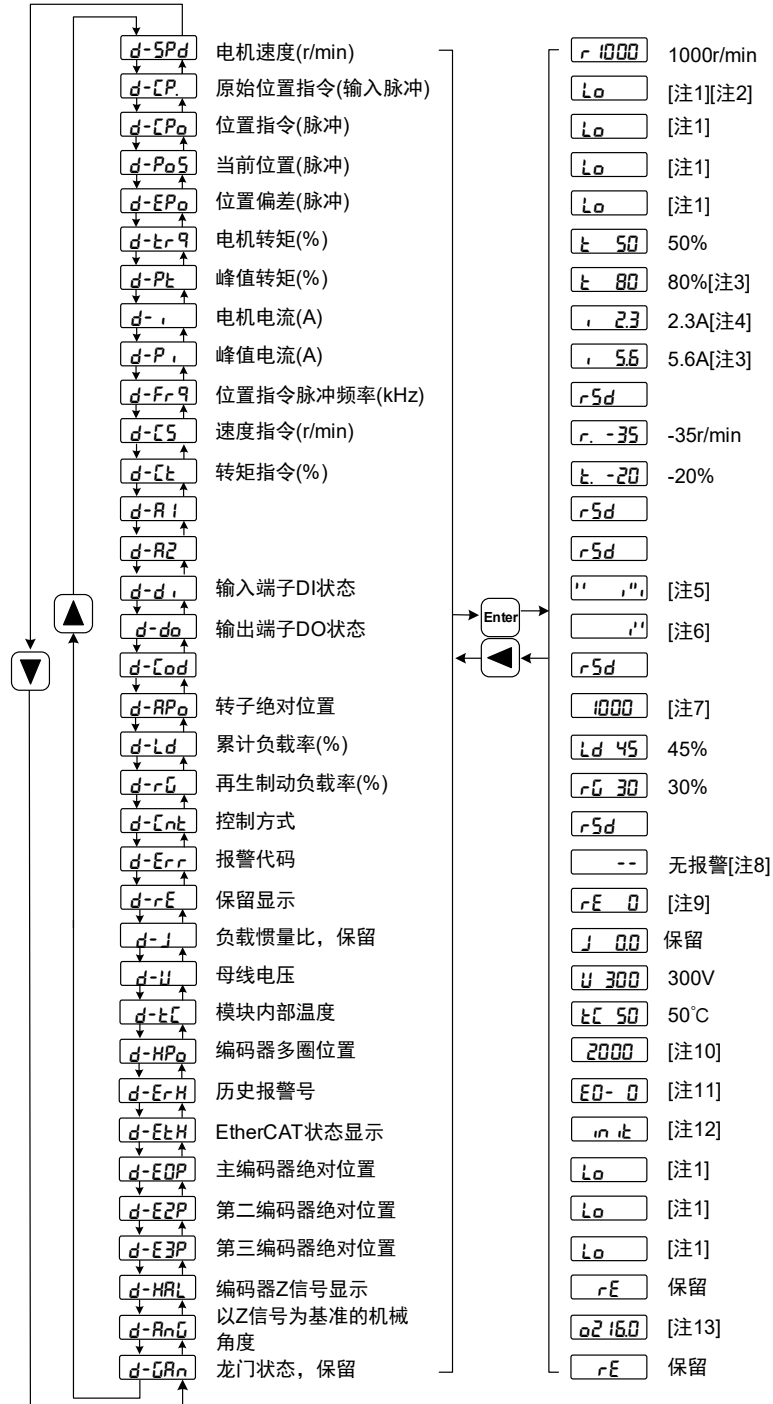 d-SPd 电机速度(r/min) r 1000 1000r/min
d-CP. 原始位置指令(输入脉冲) Lo [注1][注2]
d-CPo 位置指令(脉冲) Lo [注1]
d-PoS 当前位置(脉冲) Lo [注1]
d-EPo 位置偏差(脉冲) Lo [注1]
d-trq 电机转矩(%) t 50 50%
d-Pt 峰值转矩(%) t 80 80%[注3]
d-i 电机电流(A) i 2.3 2.3A[注4]
d-Pi 峰值电流(A) i 5.6 5.6A[注3]
d-Frq 位置指令脉冲频率(kHz) rSd
d-CS 速度指令(r/min) r. -35 -35r/min
d-Ct 转矩指令(%) t. -20 -20%
d-A1 rSd
d-A2 rSd
d-di 输入端子DI状态 [注5]
Enter
d-do 输出端子DO状态 [注6]
d-Cod rSd
d-APo 转子绝对位置 1000 [注7]
d-Ld 累计负载率(%) Ld 45 45%
d-rG 再生制动负载率(%) rG 30 30%
d-Cnt 控制方式 rSd
d-Err 报警代码 -- 无报警[注8]
d-rE 保留显示 rE 0 [注9]
d-J 负载惯量比，保留 J 0.0 保留
d-U 母线电压 U 300 300V
d-tC 模块内部温度 tC 50 50℃
d-HPo 编码器多圈位置 2000 [注10]
d-ErH 历史报警号 E0- 0 [注11]
d-EtH EtherCAT状态显示 init [注12]
d-E0P 主编码器绝对位置 Lo [注1]
d-E2P 第二编码器绝对位置 Lo [注1]
d-E3P 第三编码器绝对位置 Lo [注1]
d-HAL 编码器Z信号显示 rE 保留
d-AnG 以Z信号为基准的机械 o216.0 [注13]
角度
d-GAn 龙门状态，保留 rE 保留